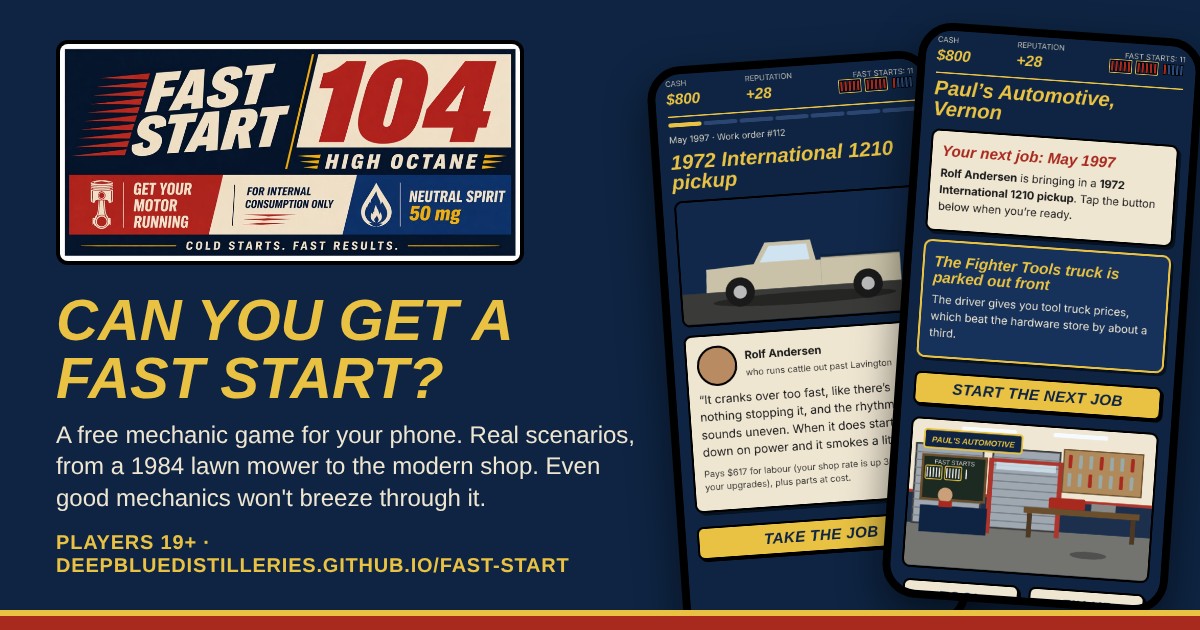 FAST
START
104
HIGH OCTANE
GET YOUR
MOTOR
RUNNING
FOR INTERNAL
CONSUMPTION ONLY
NEUTRAL SPIRIT
50 mg
COLD STARTS. FAST RESULTS.
CAN YOU GET A
FAST START?
A free mechanic game for your phone. Real scenarios,
from a 1984 lawn mower to the modern shop. Even
good mechanics won't breeze through it.
PLAYERS 19+ ·
DEEPBLUEDISTILLERIES.GITHUB.IO/FAST-START
CASH
$800
REPUTATION
+28
FAST STARTS: 11
May 1997 · Work order #112
1972 International 1210
pickup
Rolf Andersen
who runs cattle out past Lavington
"It cranks over too fast, like there's
nothing stopping it, and the rhythm
sounds uneven. When it does start
down on power and it smokes a
Pays $617 for labour (your shop rate is up
your upgrades), plus parts at cost.
TAKE THE JOB
CASH
$800
REPUTATION
+28
FAST STARTS: 11
Paul's Automotive,
Vernon
Your next job: May 1997
Rolf Andersen is bringing in a 1972
International 1210 pickup. Tap the button
below when you're ready.
The Fighter Tools truck is
parked out front
The driver gives you tool truck prices,
which beat the hardware store by about a
third.
START THE NEXT JOB
PAUL'S AUTOMOTIVE
FAST STARTS